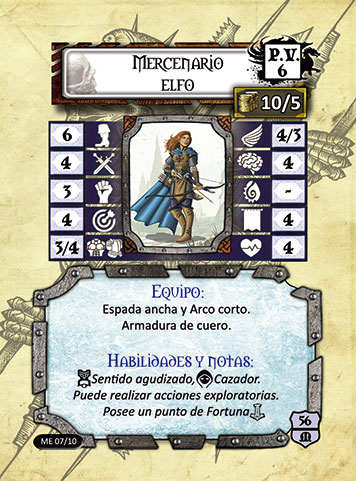 Mercenario
elfo
P.V.
6
10/5
6
4/3
4
4
3
-
4
4
3/4
4
Equipo:
Espada ancha y Arco corto.
Armadura de cuero.
Habilidades y notas:
Sentido agudizado, Cazador.
Puede realizar acciones exploratorias.
Posee un punto de Fortuna
ME 07/10
56
M